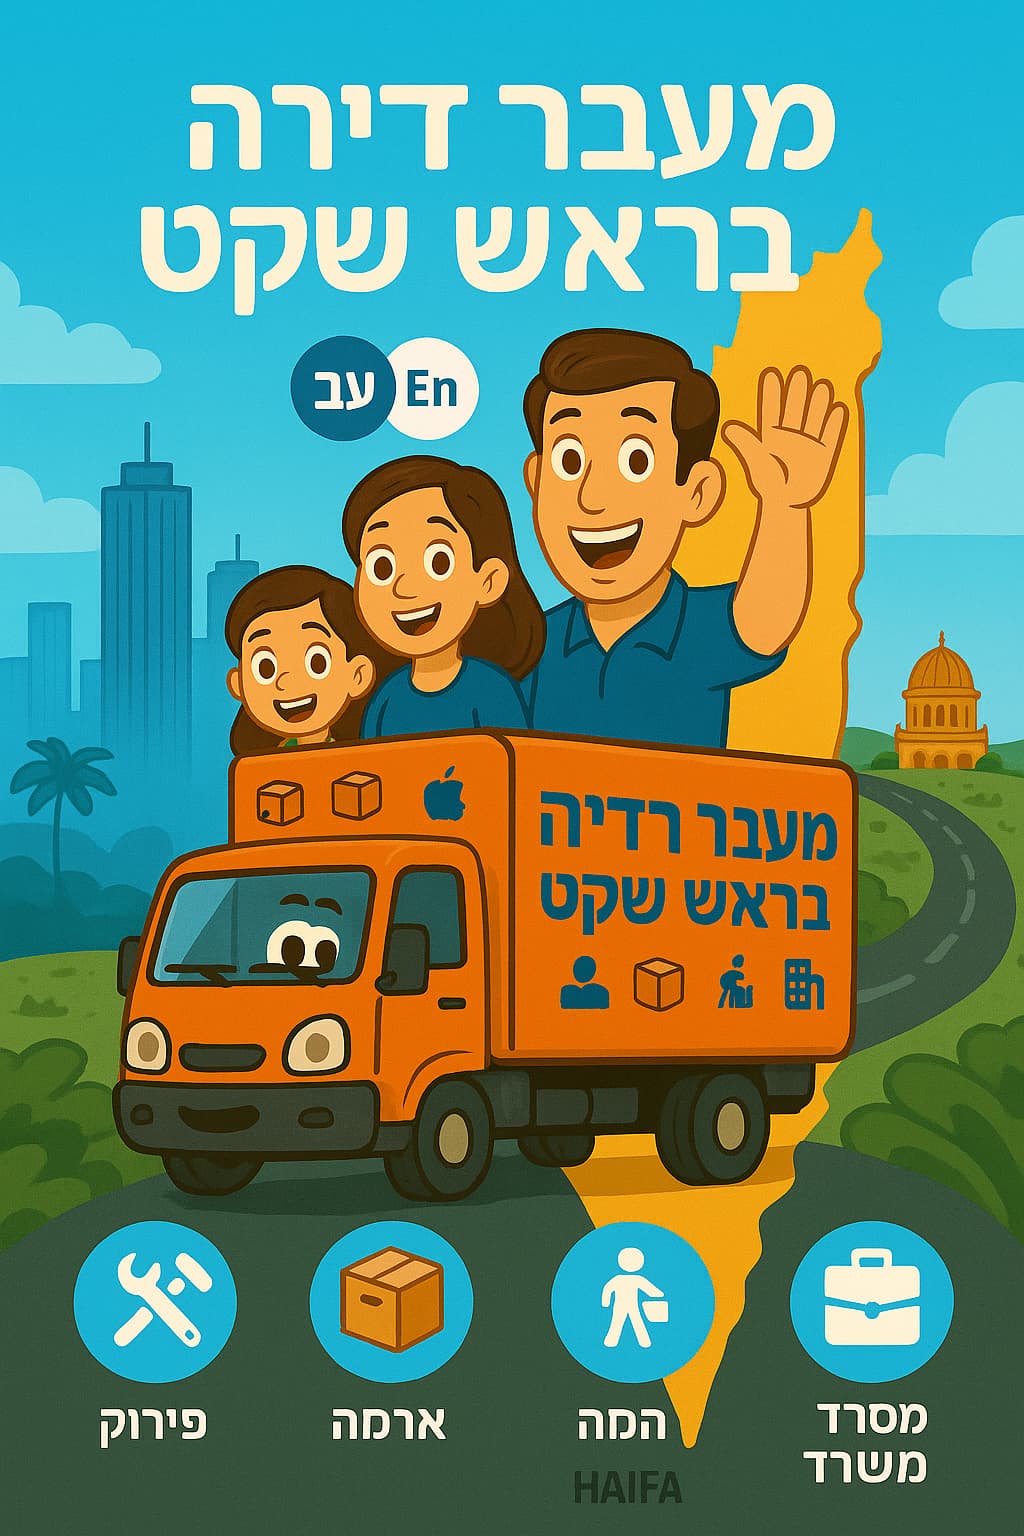 מעבר דירה
בראש שקט
עב En
מעבר רדיה
בראש שקט
פירוק
ארמה
המה
מסרד
משרד
HAIFA